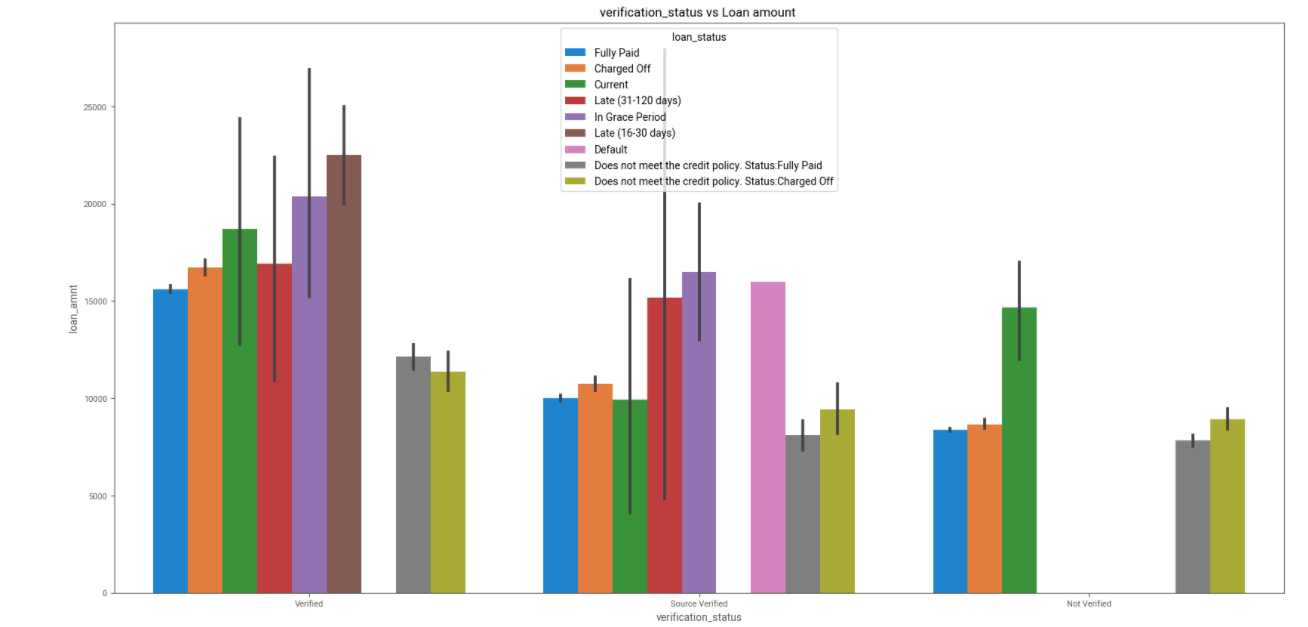 verification_status vs Loan amount
loan_status
Fully Paid
Charged Off
Current
Late (31-120 days)
In Grace Period
Late (16-30 days)
Default
Does not meet the credit policy. Status:Fully Paid
Does not meet the credit policy. Status:Charged Off
25000
20000
15000
10000
5000
0
loan_amnt
Verified
Source Verified
Not Verified
verification_status